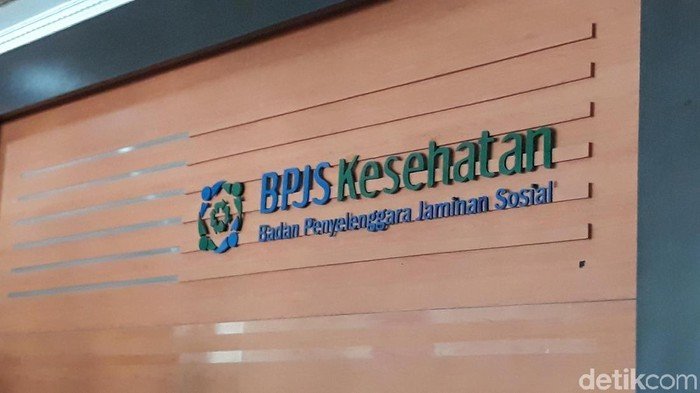 BPJS Kesehatan
Badan Penyelenggara Jaminan Sosial
detikcom